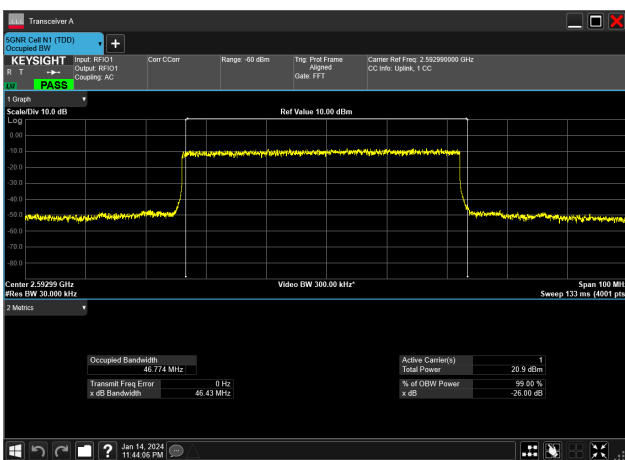 Transceiver A
5GNR Cell N1 (TDD)
Occupied BW
KEYSIGHT
R T
PASS
Input: RFIO1
Output: RFIO1
Coupling: AC
Corr CCorr
Range: -60 dBm
Trig: Prot Frame
Aligned
Gate: FFT
Carrier Ref Freq: 2.592990000 GHz
CC Info: Uplink, 1 CC
1 Graph
Scale/Div 10.0 dB
Ref Value 10.00 dBm
Log
0.00
-10.0
-20.0
-30.0
-40.0
-50.0
-60.0
-70.0
-80.0
Center 2.59299 GHz
Video BW 300.00 kHz*
Span 100 MH
#Res BW 30.000 kHz
Sweep 133 ms (4001 pts
2 Metrics
Occupied Bandwidth
46.774 MHz
Active Carrier(s) 1
Total Power 20.9 dBm
Transmit Freq Error 0 Hz
x dB Bandwidth 46.43 MHz
% of OBW Power 99.00 %
x dB -26.00 dB
?
Jan 14, 2024
11:44:06 PM